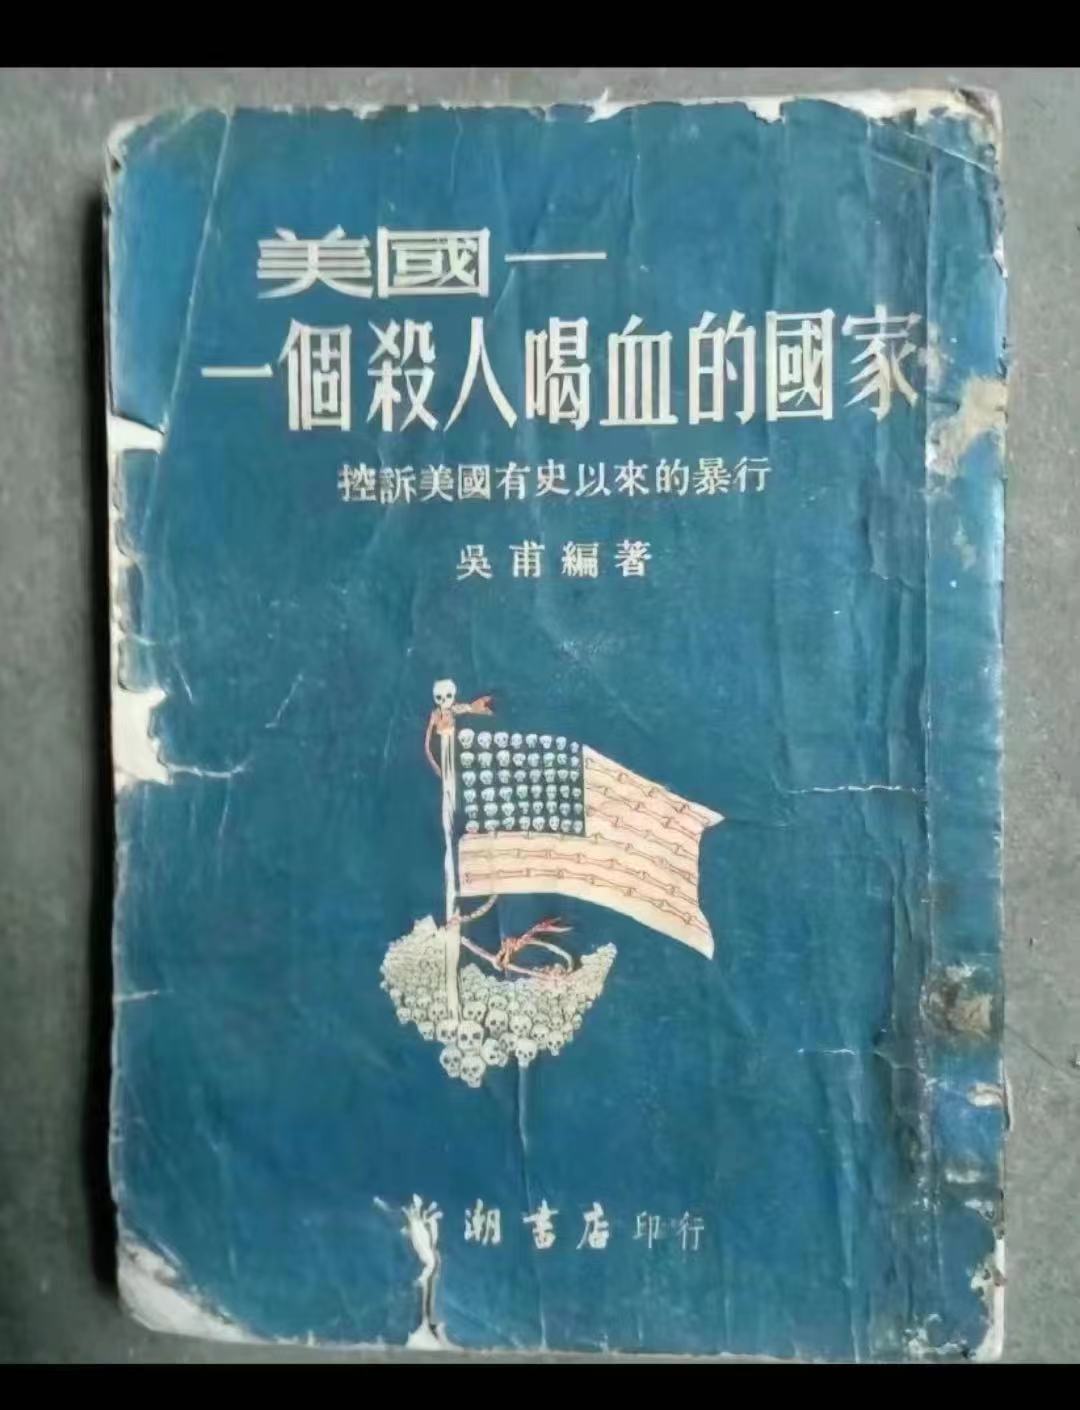 美國—
一個殺人喝血的國家
控訴美國有史以來的暴行
吳甫編著
新潮書店印行